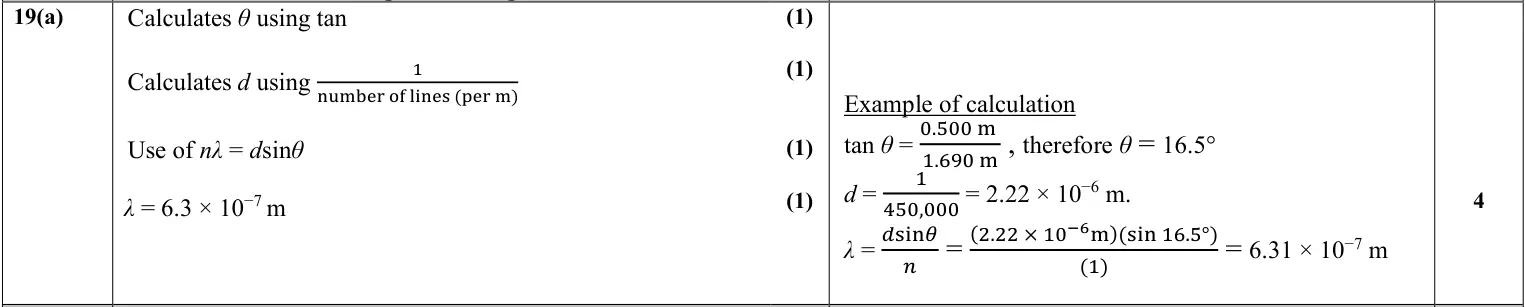 19(a)
Calculates θ using tan (1)
Calculates d using 1/number of lines (per m) (1)
Use of nλ = dsinθ (1)
λ = 6.3 × 10⁻⁷ m (1)
Example of calculation
tan θ = 0.500 m/1.690 m , therefore θ = 16.5°
d = 1/450,000 = 2.22 × 10⁻⁶ m.
λ = dsinθ/n = (2.22 × 10⁻⁶m)(sin 16.5°)/(1) = 6.31 × 10⁻⁷ m
4